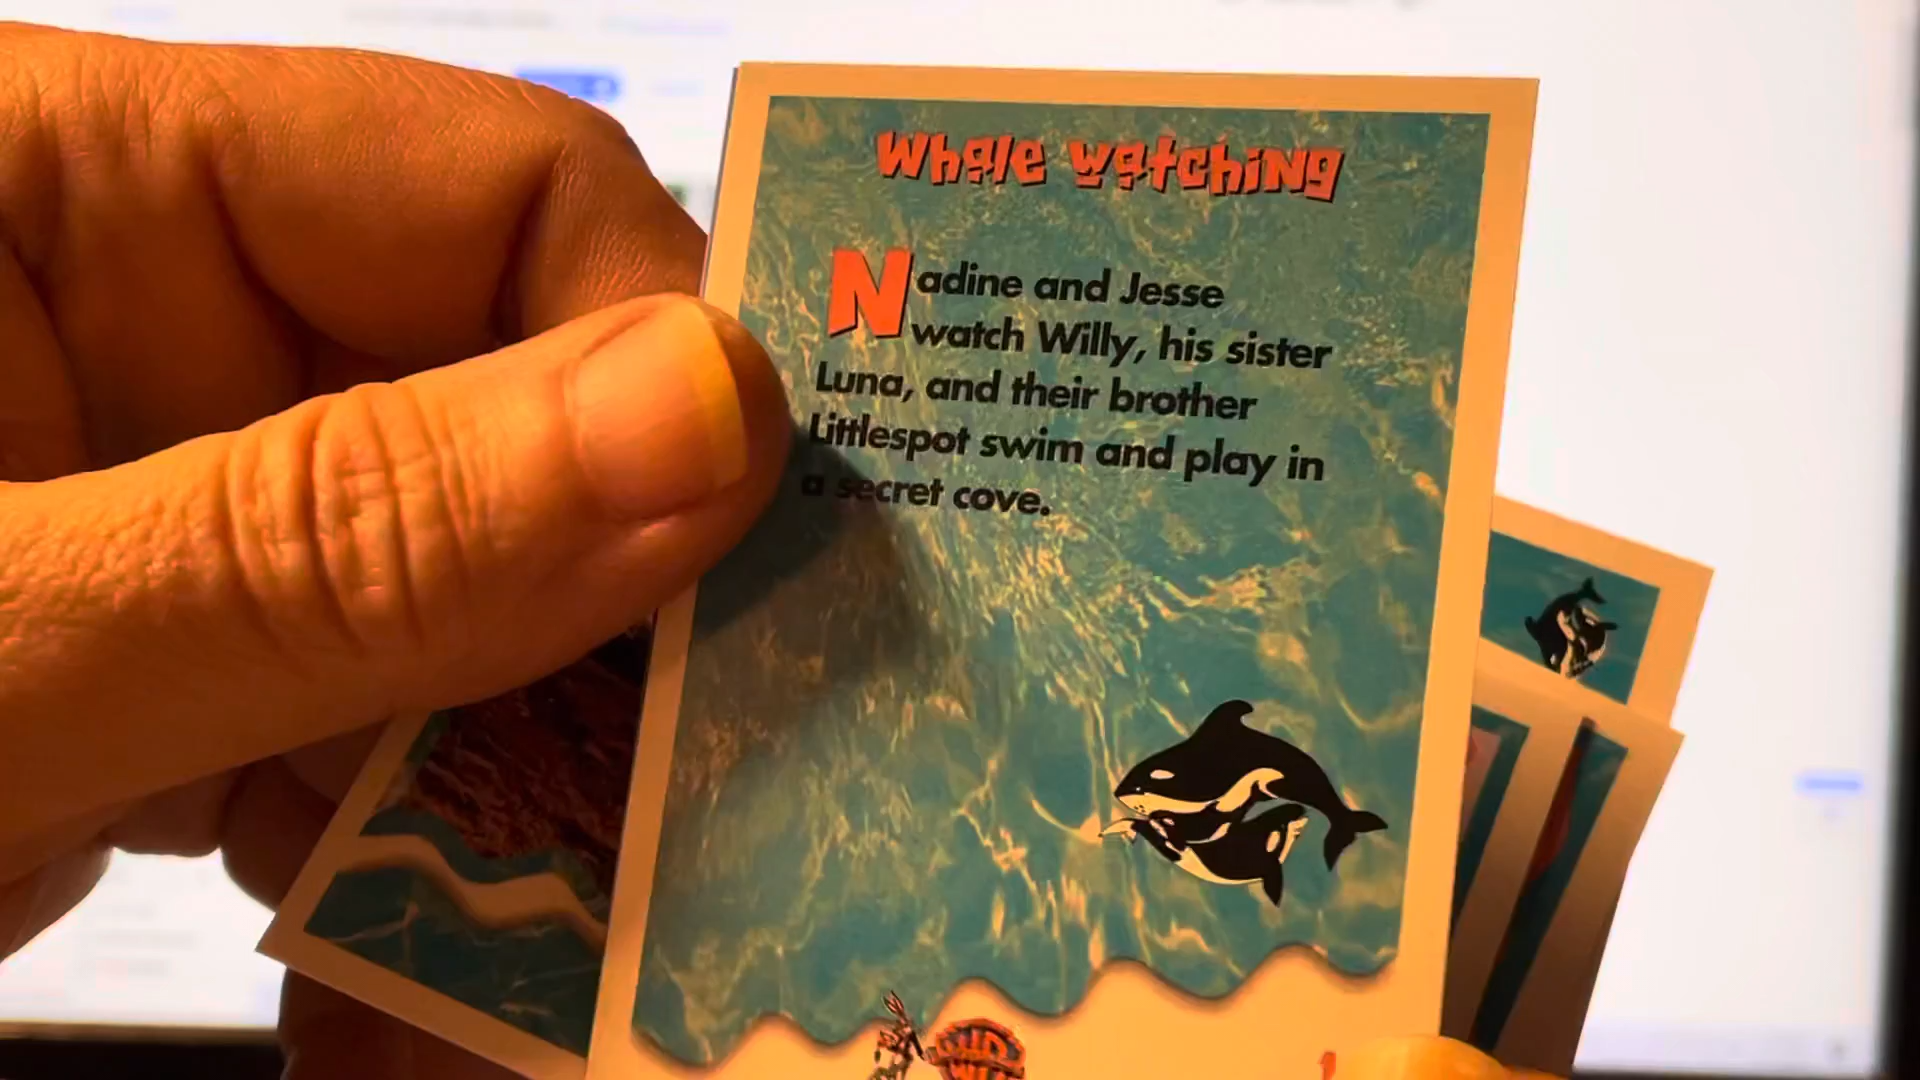 Whale watching
Nadine and Jesse
watch Willy, his sister
Luna, and their brother
Littlespot swim and play in
a secret cove.